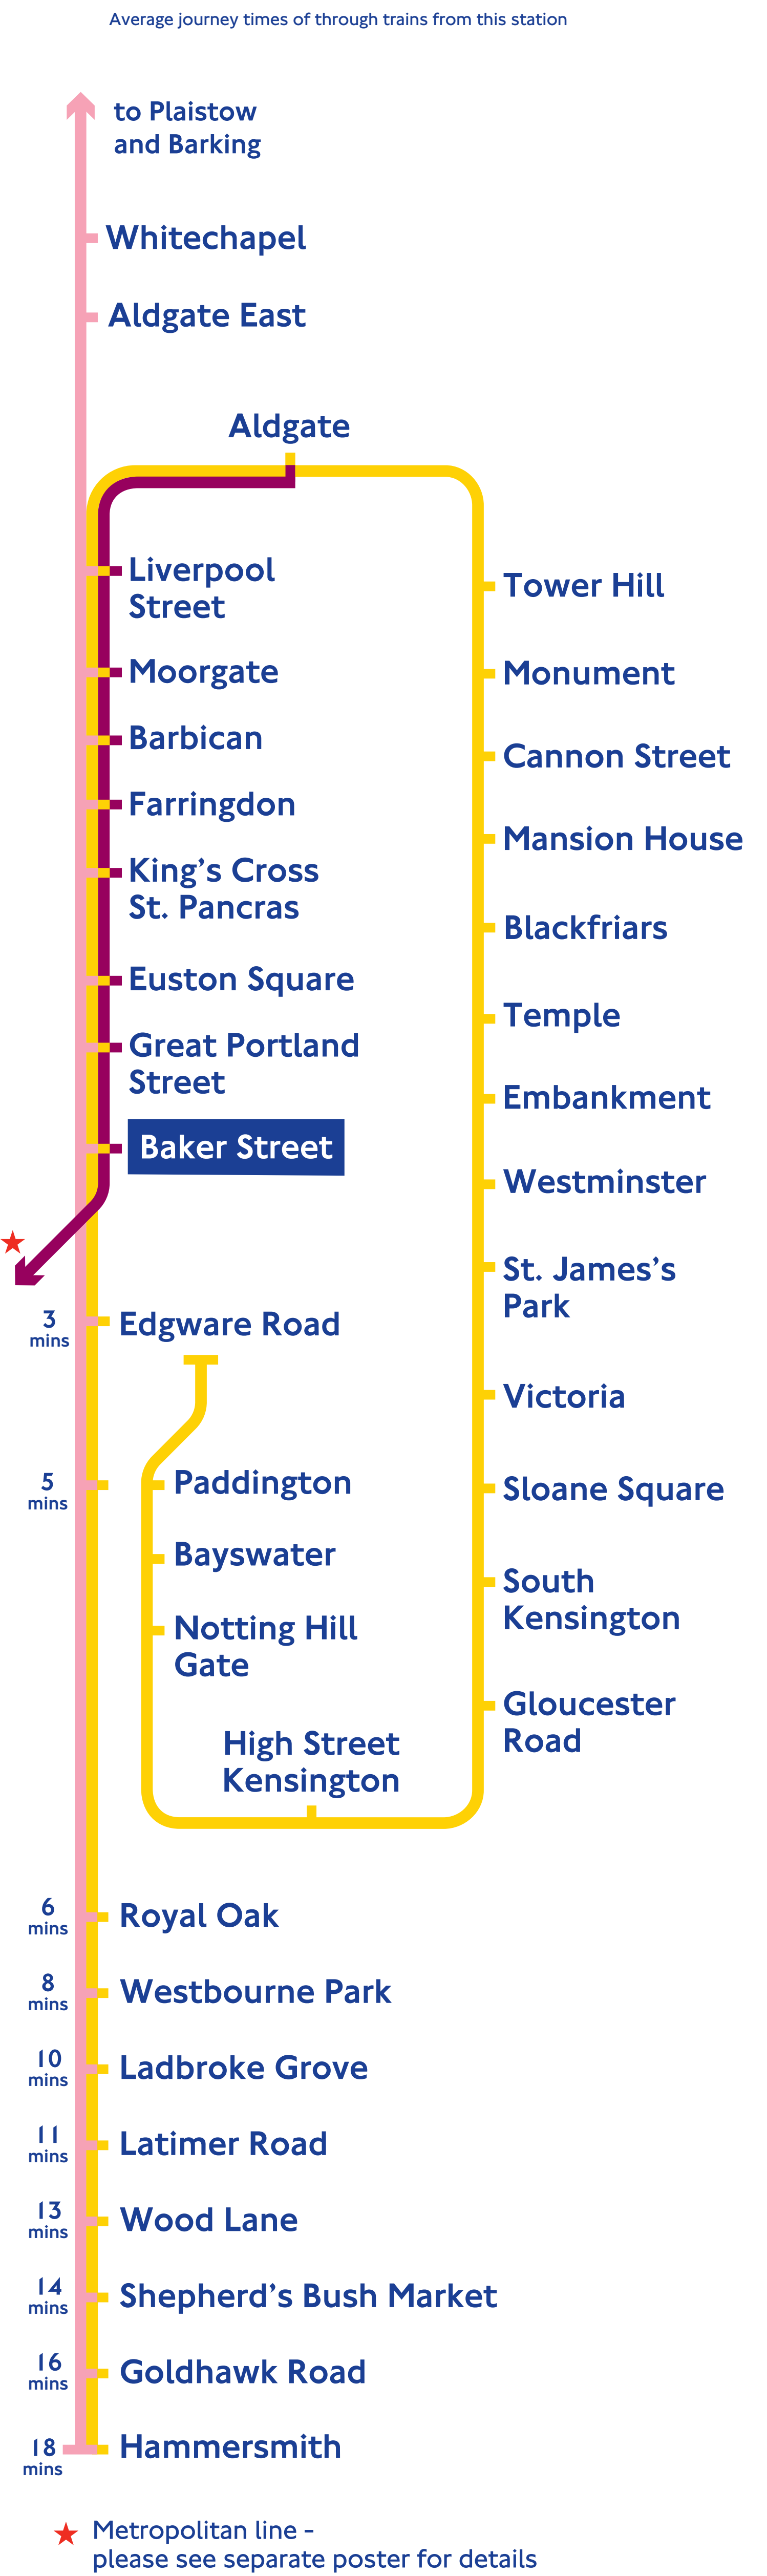 Average journey times of through trains from this station
to Plaistow
and Barking
Whitechapel
Aldgate East
Aldgate
Liverpool
Street
Moorgate
Barbican
Farringdon
King’s Cross
St. Pancras
Euston Square
Great Portland
Street
Baker Street
Tower Hill
Monument
Cannon Street
Mansion House
Blackfriars
Temple
Embankment
Westminster
St. James’s
Park
Victoria
Sloane Square
South
Kensington
Gloucester
Road
3
mins
Edgware Road
5
mins
Paddington
Bayswater
Notting Hill
Gate
High Street
Kensington
6
mins
Royal Oak
8
mins
Westbourne Park
10
mins
Ladbroke Grove
11
mins
Latimer Road
13
mins
Wood Lane
14
mins
Shepherd’s Bush Market
16
mins
Goldhawk Road
18
mins
Hammersmith
Metropolitan line -
please see separate poster for details